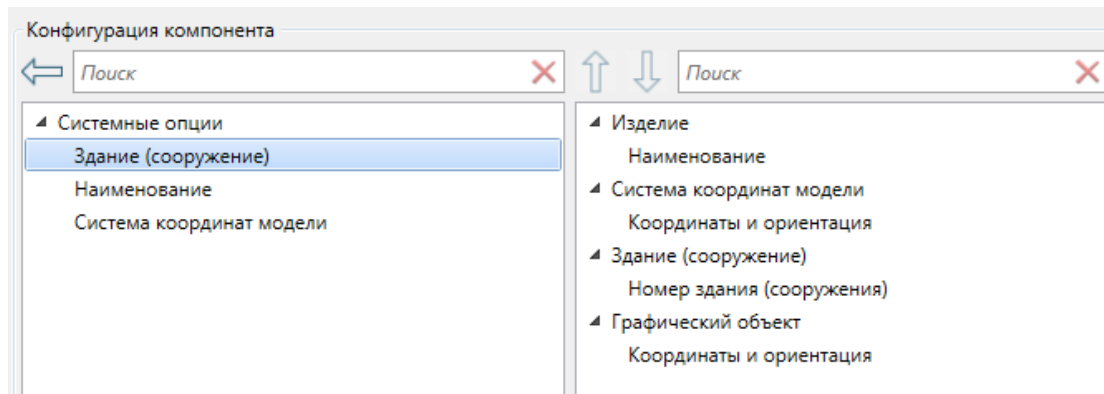 Конфигурация компонента
Поиск
Поиск
Системные опции
Здание (сооружение)
Наименование
Система координат модели
Изделие
Наименование
Система координат модели
Координаты и ориентация
Здание (сооружение)
Номер здания (сооружения)
Графический объект
Координаты и ориентация